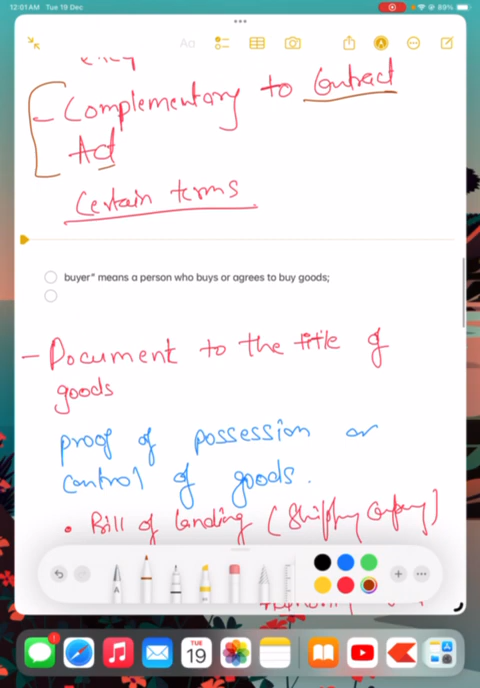 12:01 AM Tue 19 Dec
89%
Aa
- Complementary to Contract
Act
Certain terms
buyer" means a person who buys or agrees to buy goods;
- Document to the title of
goods
proof of possession or
control of goods.
• Bill of landing (Shipping Company)
A
1
TUE
19